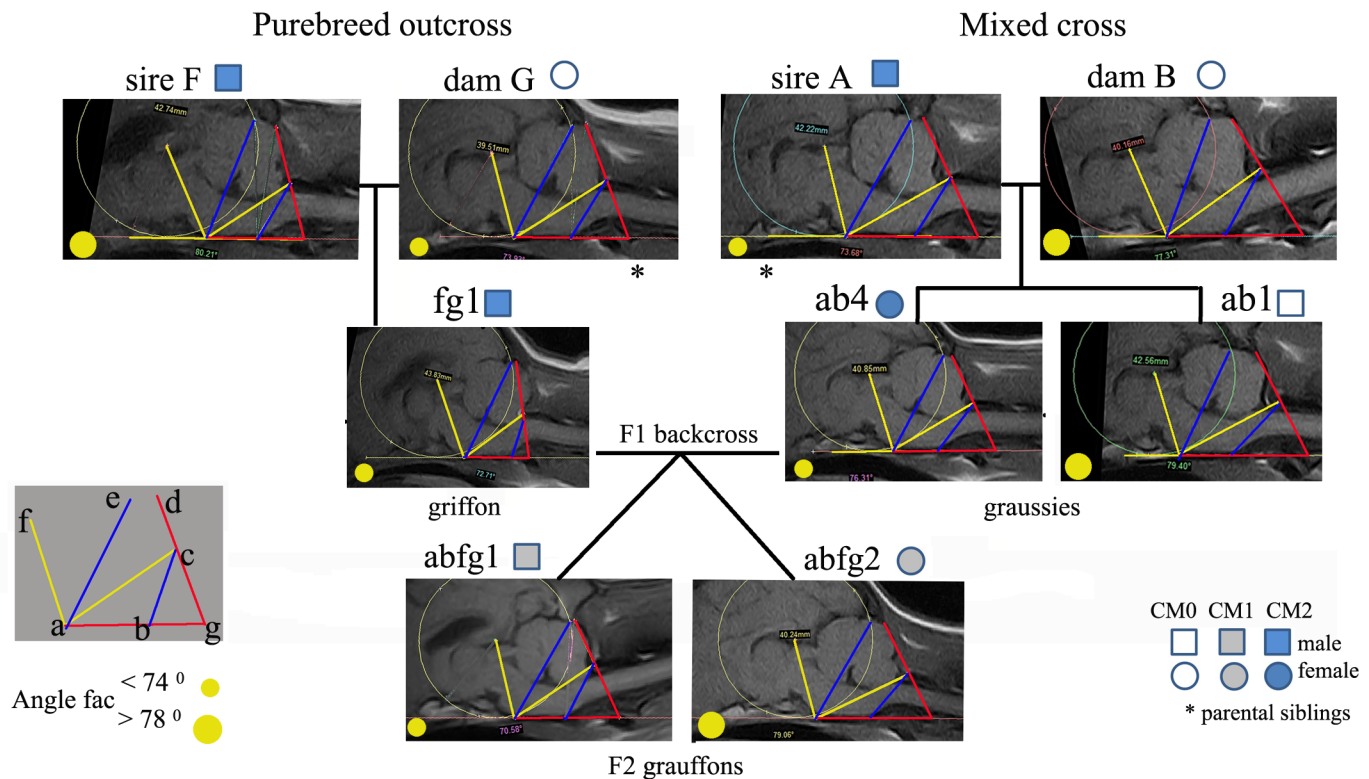 Purebreed outcross
Mixed cross
sire F
dam G
sire A
dam B
42.74mm
39.51mm
42.22mm
40.16mm
80.21°
73.93°
73.68°
77.31°
*
*
fg1
ab4
ab1
43.83mm
40.85mm
42.56mm
F1 backcross
72.71°
76.31°
79.40°
griffon
graussies
e
d
f
c
a
b
g
abfg1
abfg2
40.24mm
CM0
CM1
CM2
male
female
Angle fac
< 74 0
> 78 0
* parental siblings
70.56°
79.06°
F2 grauffons